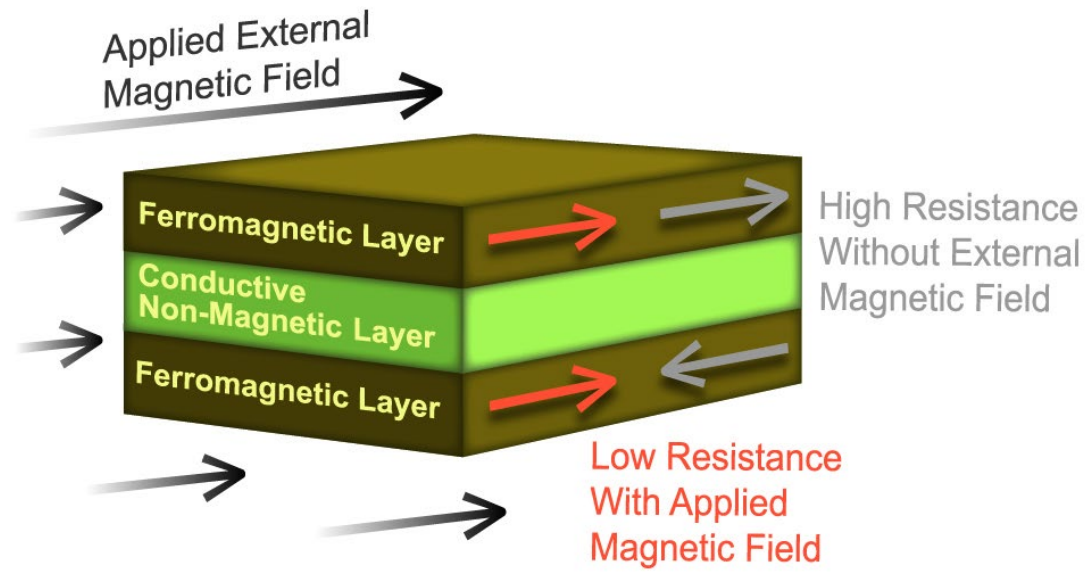 Applied External
Magnetic Field
Ferromagnetic Layer
Conductive
Non-Magnetic Layer
Ferromagnetic Layer
High Resistance
Without External
Magnetic Field
Low Resistance
With Applied
Magnetic Field